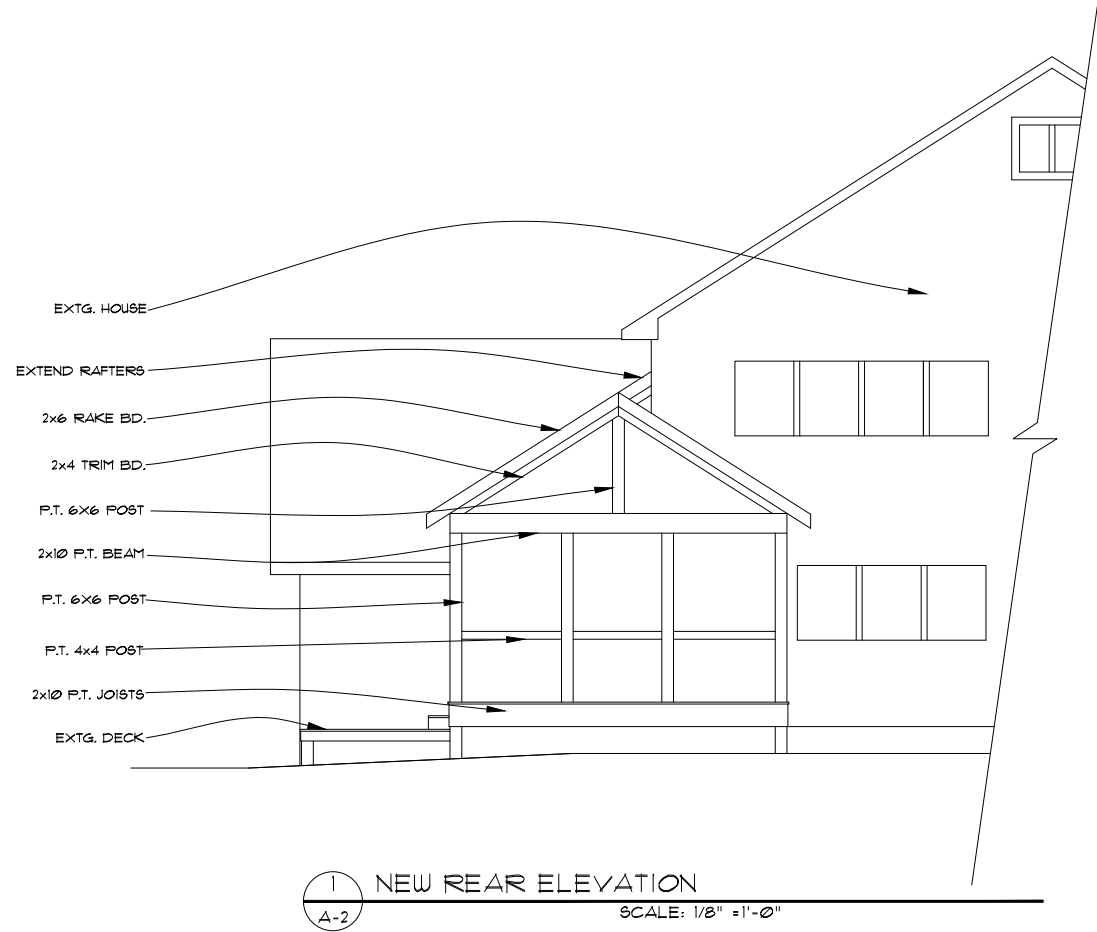 EXTG. HOUSE
EXTEND RAFTERS
2x6 RAKE BD.
2x4 TRIM BD.
P.T. 6X6 POST
2x10 P.T. BEAM
P.T. 6X6 POST
P.T. 4x4 POST
2x10 P.T. JOISTS
EXTG. DECK
1
NEW REAR ELEVATION
A-2
SCALE: 1/8" =1'-0"